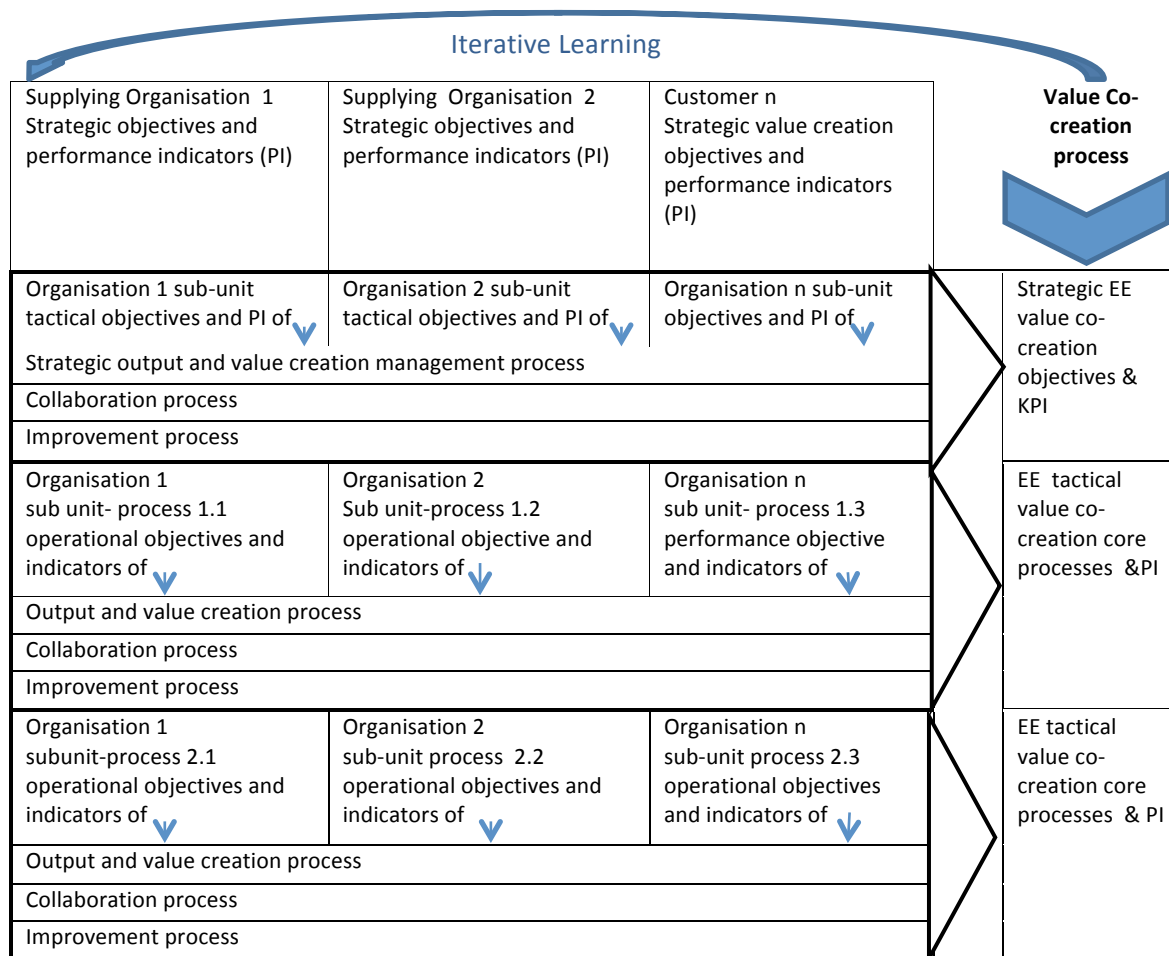 Iterative Learning
Supplying Organisation 1
Strategic objectives and
performance indicators (PI)
Supplying Organisation 2
Strategic objectives and
performance indicators (PI)
Customer n
Strategic value creation
objectives and
performance indicators
(PI)
Value Co-
creation
process
Organisation 1 sub-unit
tactical objectives and PI of
Organisation 2 sub-unit
tactical objectives and PI of
Organisation n sub-unit
objectives and PI of
Strategic output and value creation management process
Collaboration process
Improvement process
Strategic EE
value co-
creation
objectives &
KPI
Organisation 1
sub unit- process 1.1
operational objectives and
indicators of
Organisation 2
Sub unit-process 1.2
operational objective and
indicators of
Organisation n
sub unit- process 1.3
performance objective
and indicators of
Output and value creation process
Collaboration process
Improvement process
EE tactical
value co-
creation core
processes &PI
Organisation 1
subunit-process 2.1
operational objectives and
indicators of
Organisation 2
sub-unit process 2.2
operational objectives and
indicators of
Organisation n
sub-unit process 2.3
operational objectives
and indicators of
Output and value creation process
Collaboration process
Improvement process
EE tactical
value co-
creation core
processes & PI